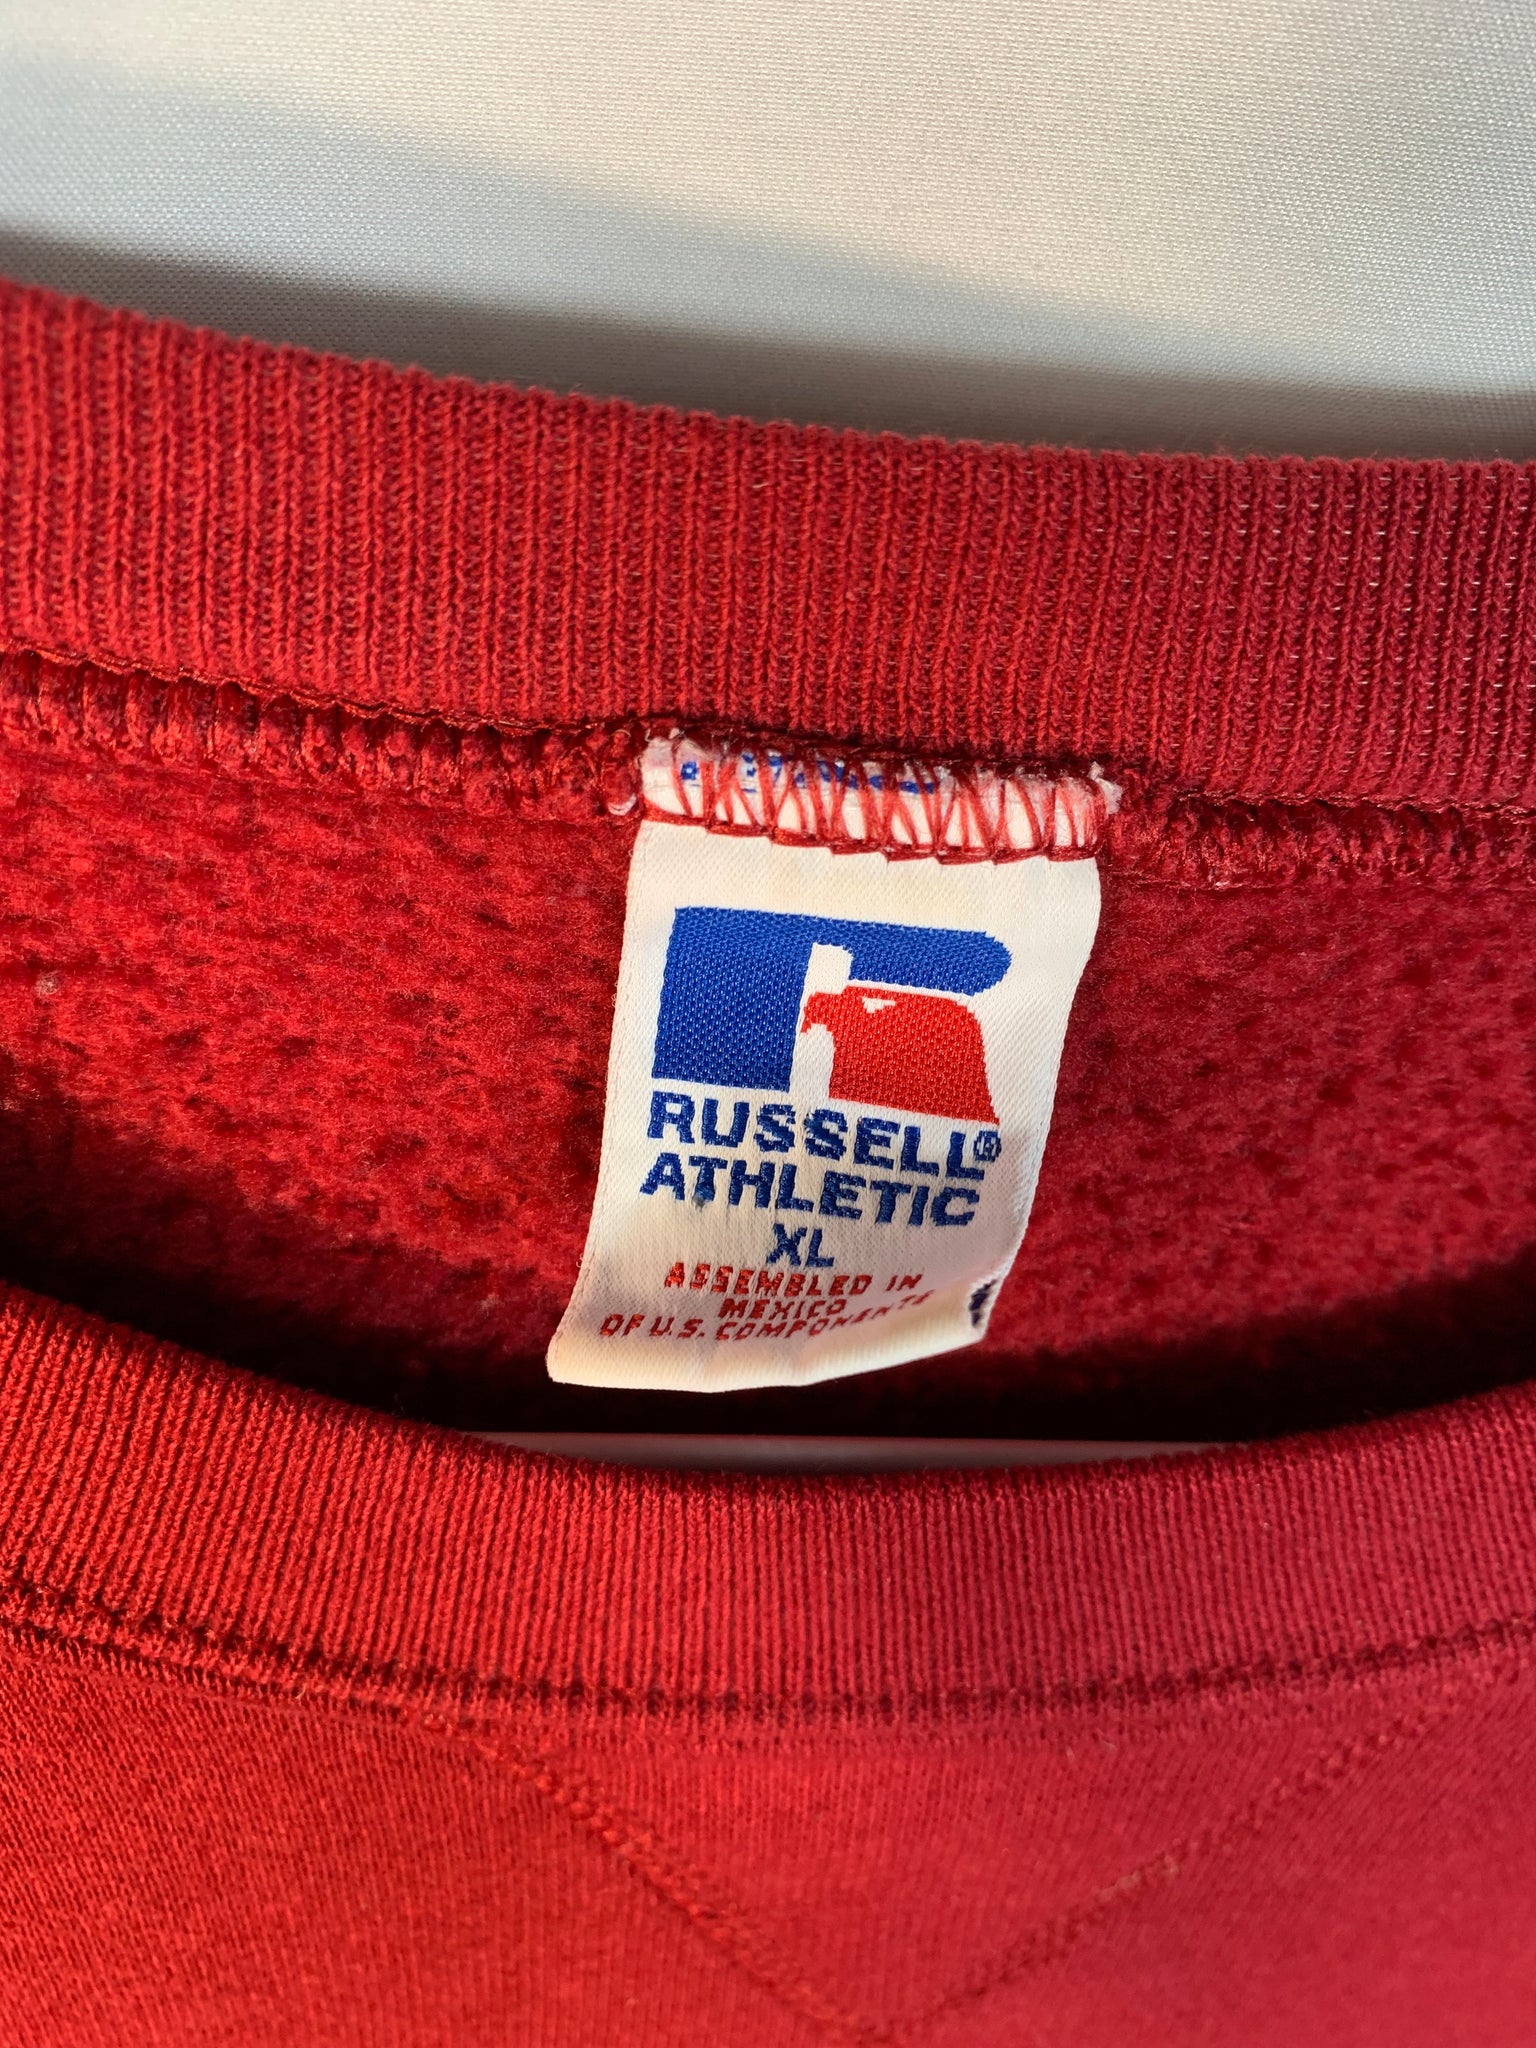 RUSSELL®
ATHLETIC
XL
ASSEMBLED IN
MEXICO
OF U.S. COMPONENTS